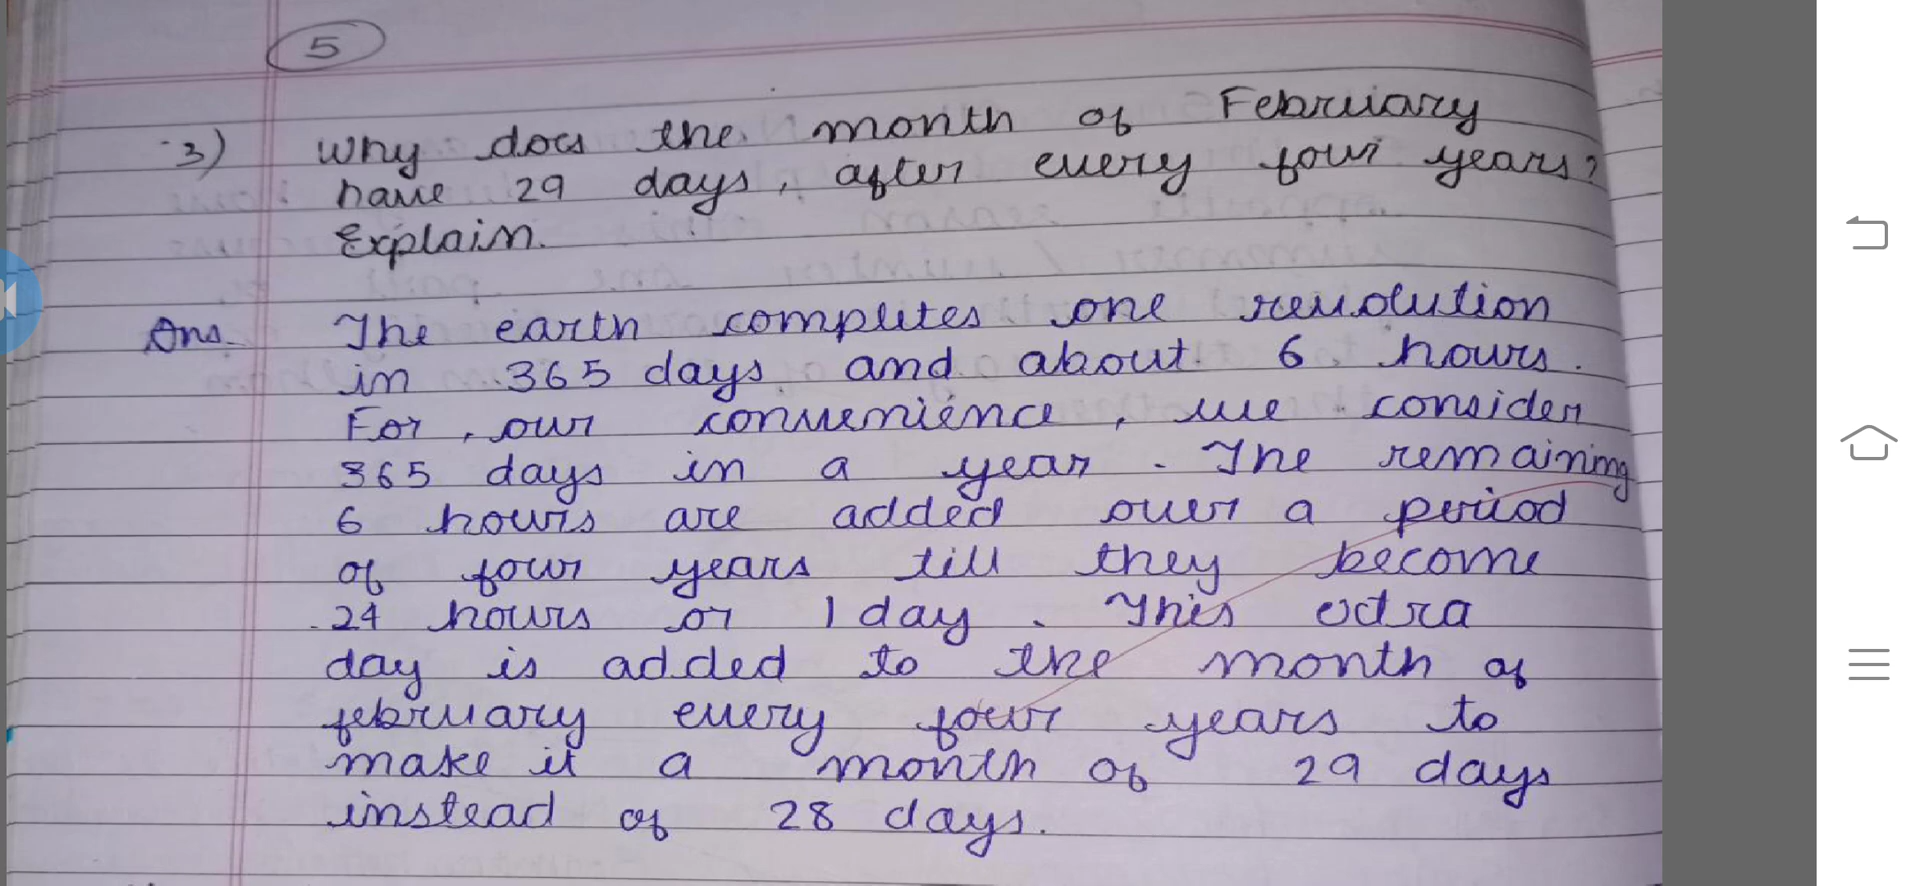 5
3) Why does the month of February
have 29 days, after every four years?
Explain.
Ans. The earth completes one revolution
in 365 days and about 6 hours.
For, our convenience, we consider
365 days in a year. The remaining
6 hours are added over a period
of four years till they become
24 hours or 1 day. This extra
day is added to the month of
february every four years to
make it a month of 29 days
instead of 28 days.